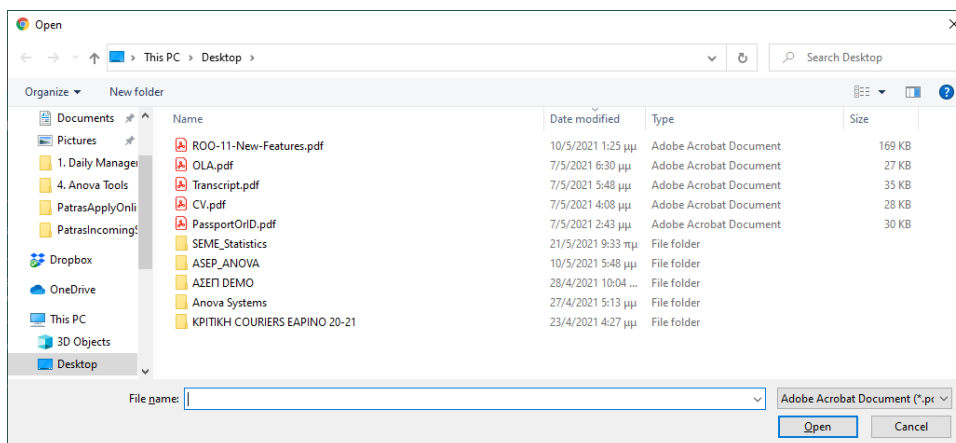 Open
This PC > Desktop >
Search Desktop
Organize
New folder
Name Date modified Type Size
Documents
Pictures
1. Daily Manager
4. Anova Tools
PatrasApplyOnli
PatrasIncomingS
Dropbox
OneDrive
This PC
3D Objects
Desktop
ROO-11-New-Features.pdf 10/5/2021 1:25 μμ Adobe Acrobat Document 169 KB
OLA.pdf 7/5/2021 6:30 μμ Adobe Acrobat Document 27 KB
Transcript.pdf 7/5/2021 5:48 μμ Adobe Acrobat Document 35 KB
CV.pdf 7/5/2021 4:08 μμ Adobe Acrobat Document 28 KB
PassportOrID.pdf 7/5/2021 2:43 μμ Adobe Acrobat Document 30 KB
SEME_Statistics 21/5/2021 9:33 πμ File folder
ASEP_ANOVA 10/5/2021 5:48 μμ File folder
ΑΣΕΠ DEMO 28/4/2021 10:04 ... File folder
Anova Systems 27/4/2021 5:13 μμ File folder
ΚΡΙΤΙΚΗ COURIERS ΕΑΡΙΝΟ 20-21 23/4/2021 4:27 μμ File folder
File name:
Adobe Acrobat Document (*.pc
Open Cancel